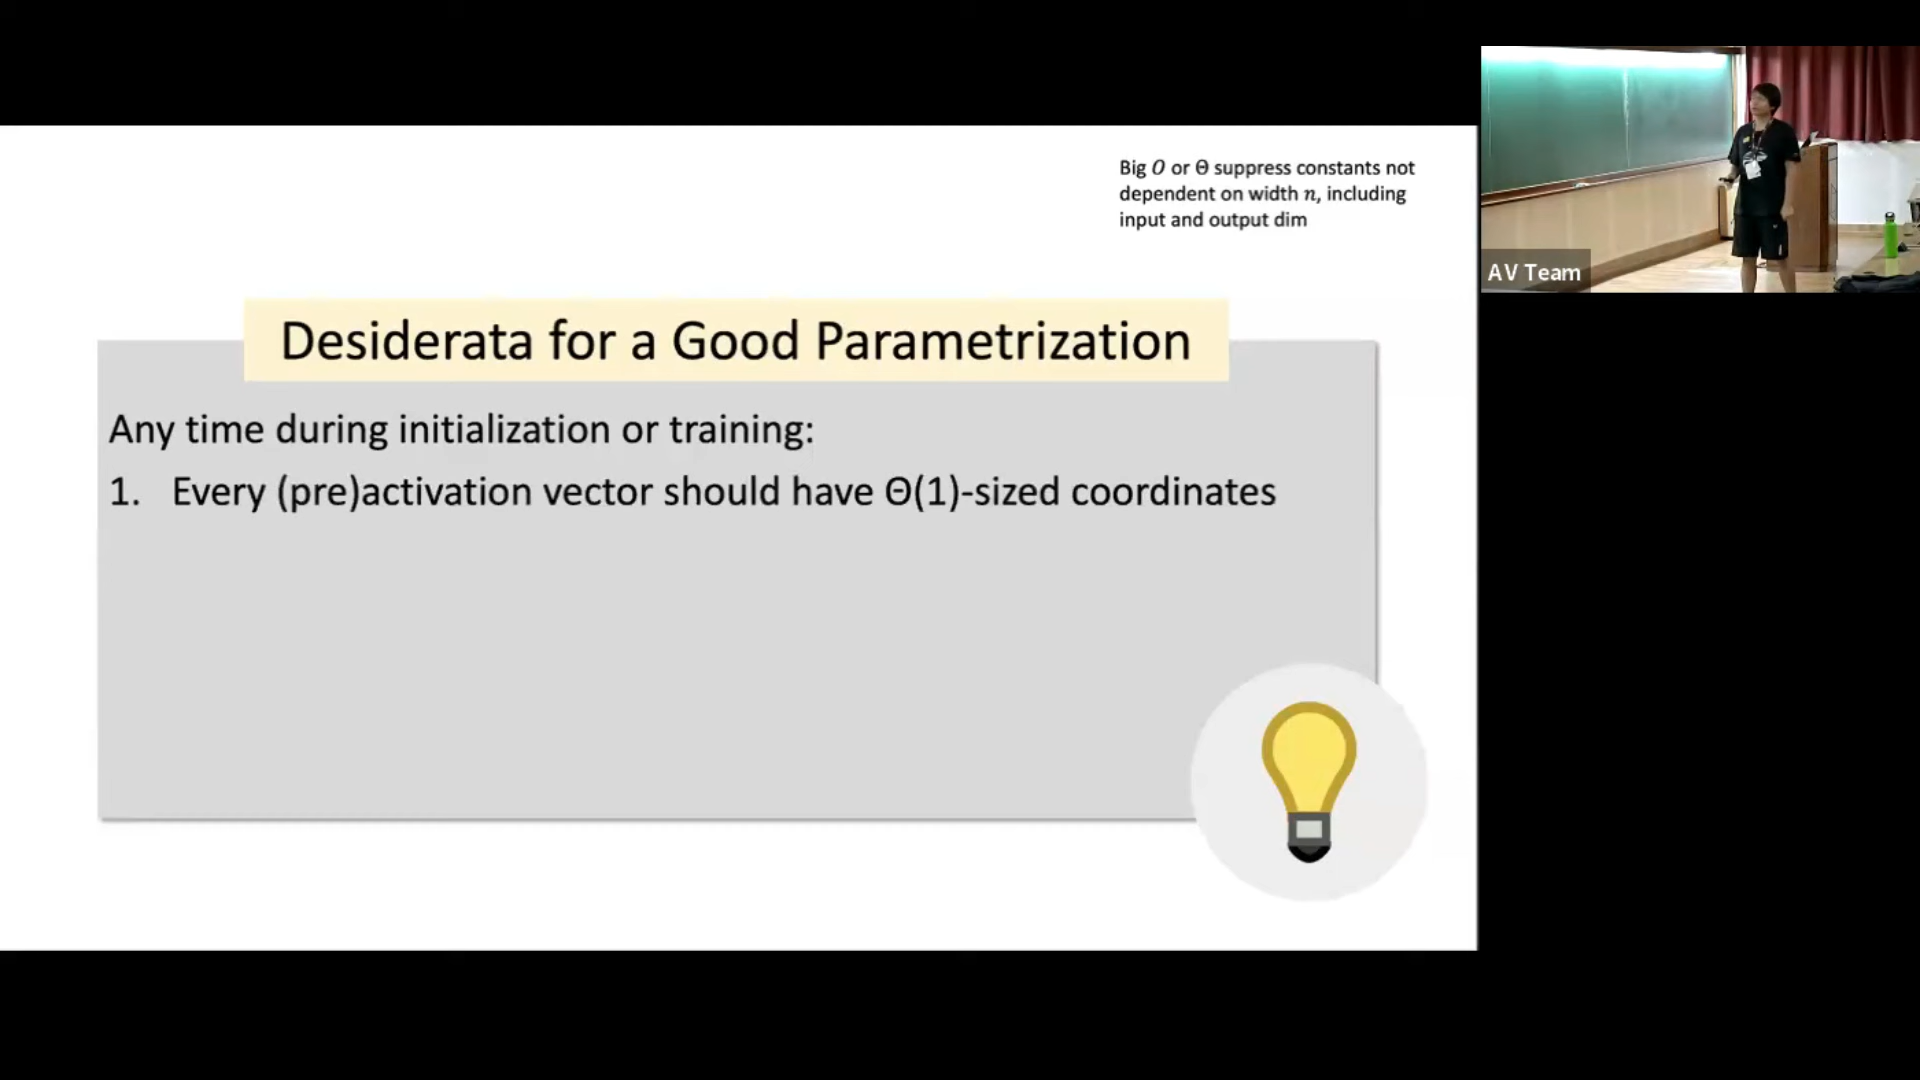 Big O or Θ suppress constants not
dependent on width n, including
input and output dim
Desiderata for a Good Parametrization
Any time during initialization or training:
1. Every (pre)activation vector should have Θ(1)-sized coordinates
AV Team